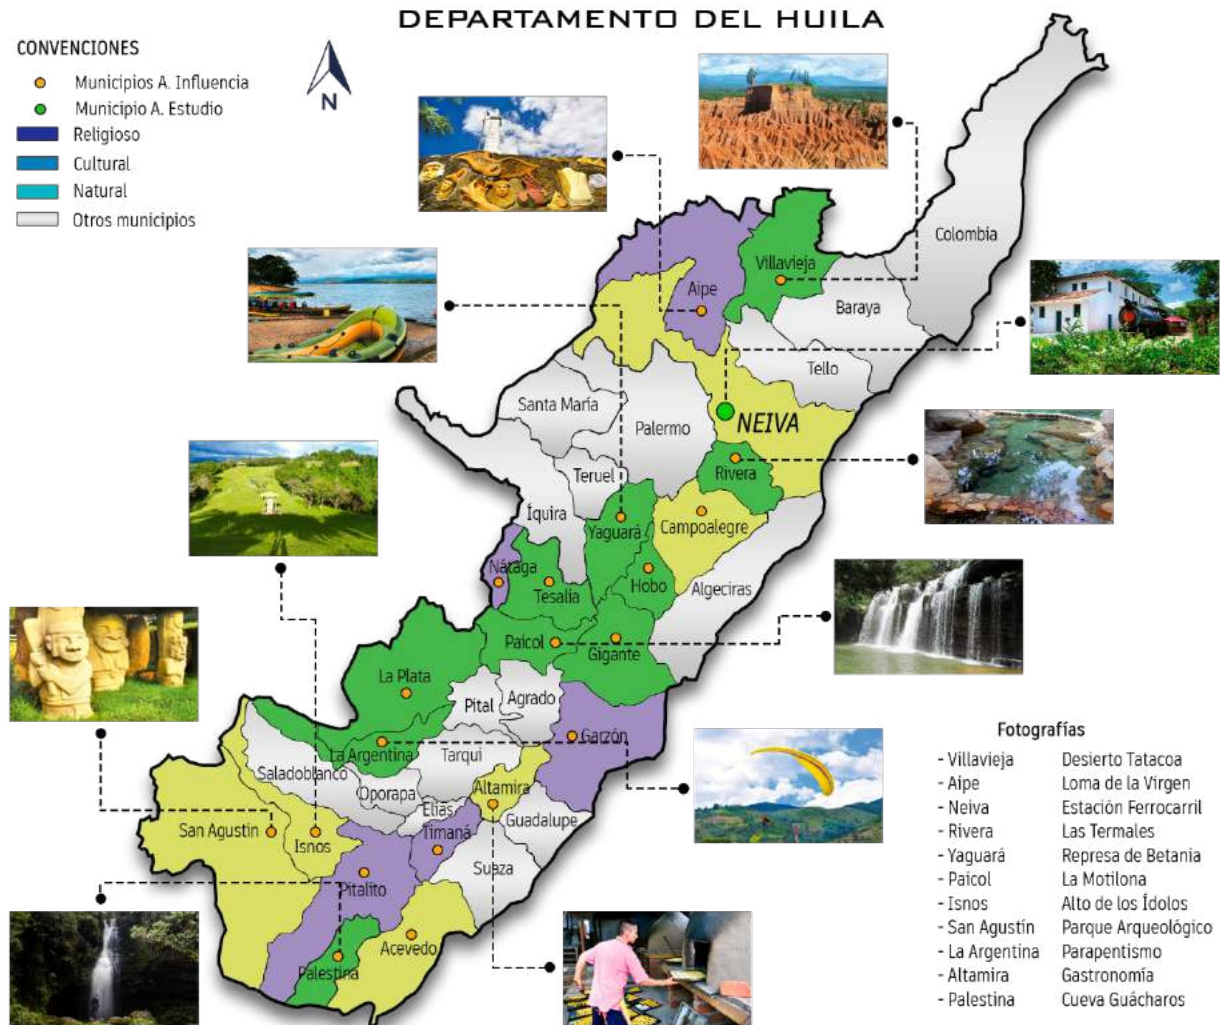 DEPARTAMENTO DEL HUILA
CONVENCIONES
Municipios A. Influencia
Municipio A. Estudio
Religioso
Cultural
Natural
Otros municipios
N
Colombia
Villavieja
Aipe
Baraya
Tello
Santa María
Palermo
NEIVA
Teruel
Rivera
Íquira
Yaguará
Campoalegre
Nátaga
Tesalia
Hobo
Algeciras
Paicol
Gigante
La Plata
Pital
Agrado
Garzón
La Argentina
Tarqui
Saladoblanco
Oporapa
Altamira
Elías
Guadalupe
San Agustin
Isnos
Timaná
Suaza
Pitalito
Acevedo
Palestina
Fotografías
- Villavieja Desierto Tatacoa
- Aipe Loma de la Virgen
- Neiva Estación Ferrocarril
- Rivera Las Termales
- Yaguará Represa de Betania
- Paicol La Motilona
- Isnos Alto de los Ídolos
- San Agustín Parque Arqueológico
- La Argentina Parapentismo
- Altamira Gastronomía
- Palestina Cueva Guácharos